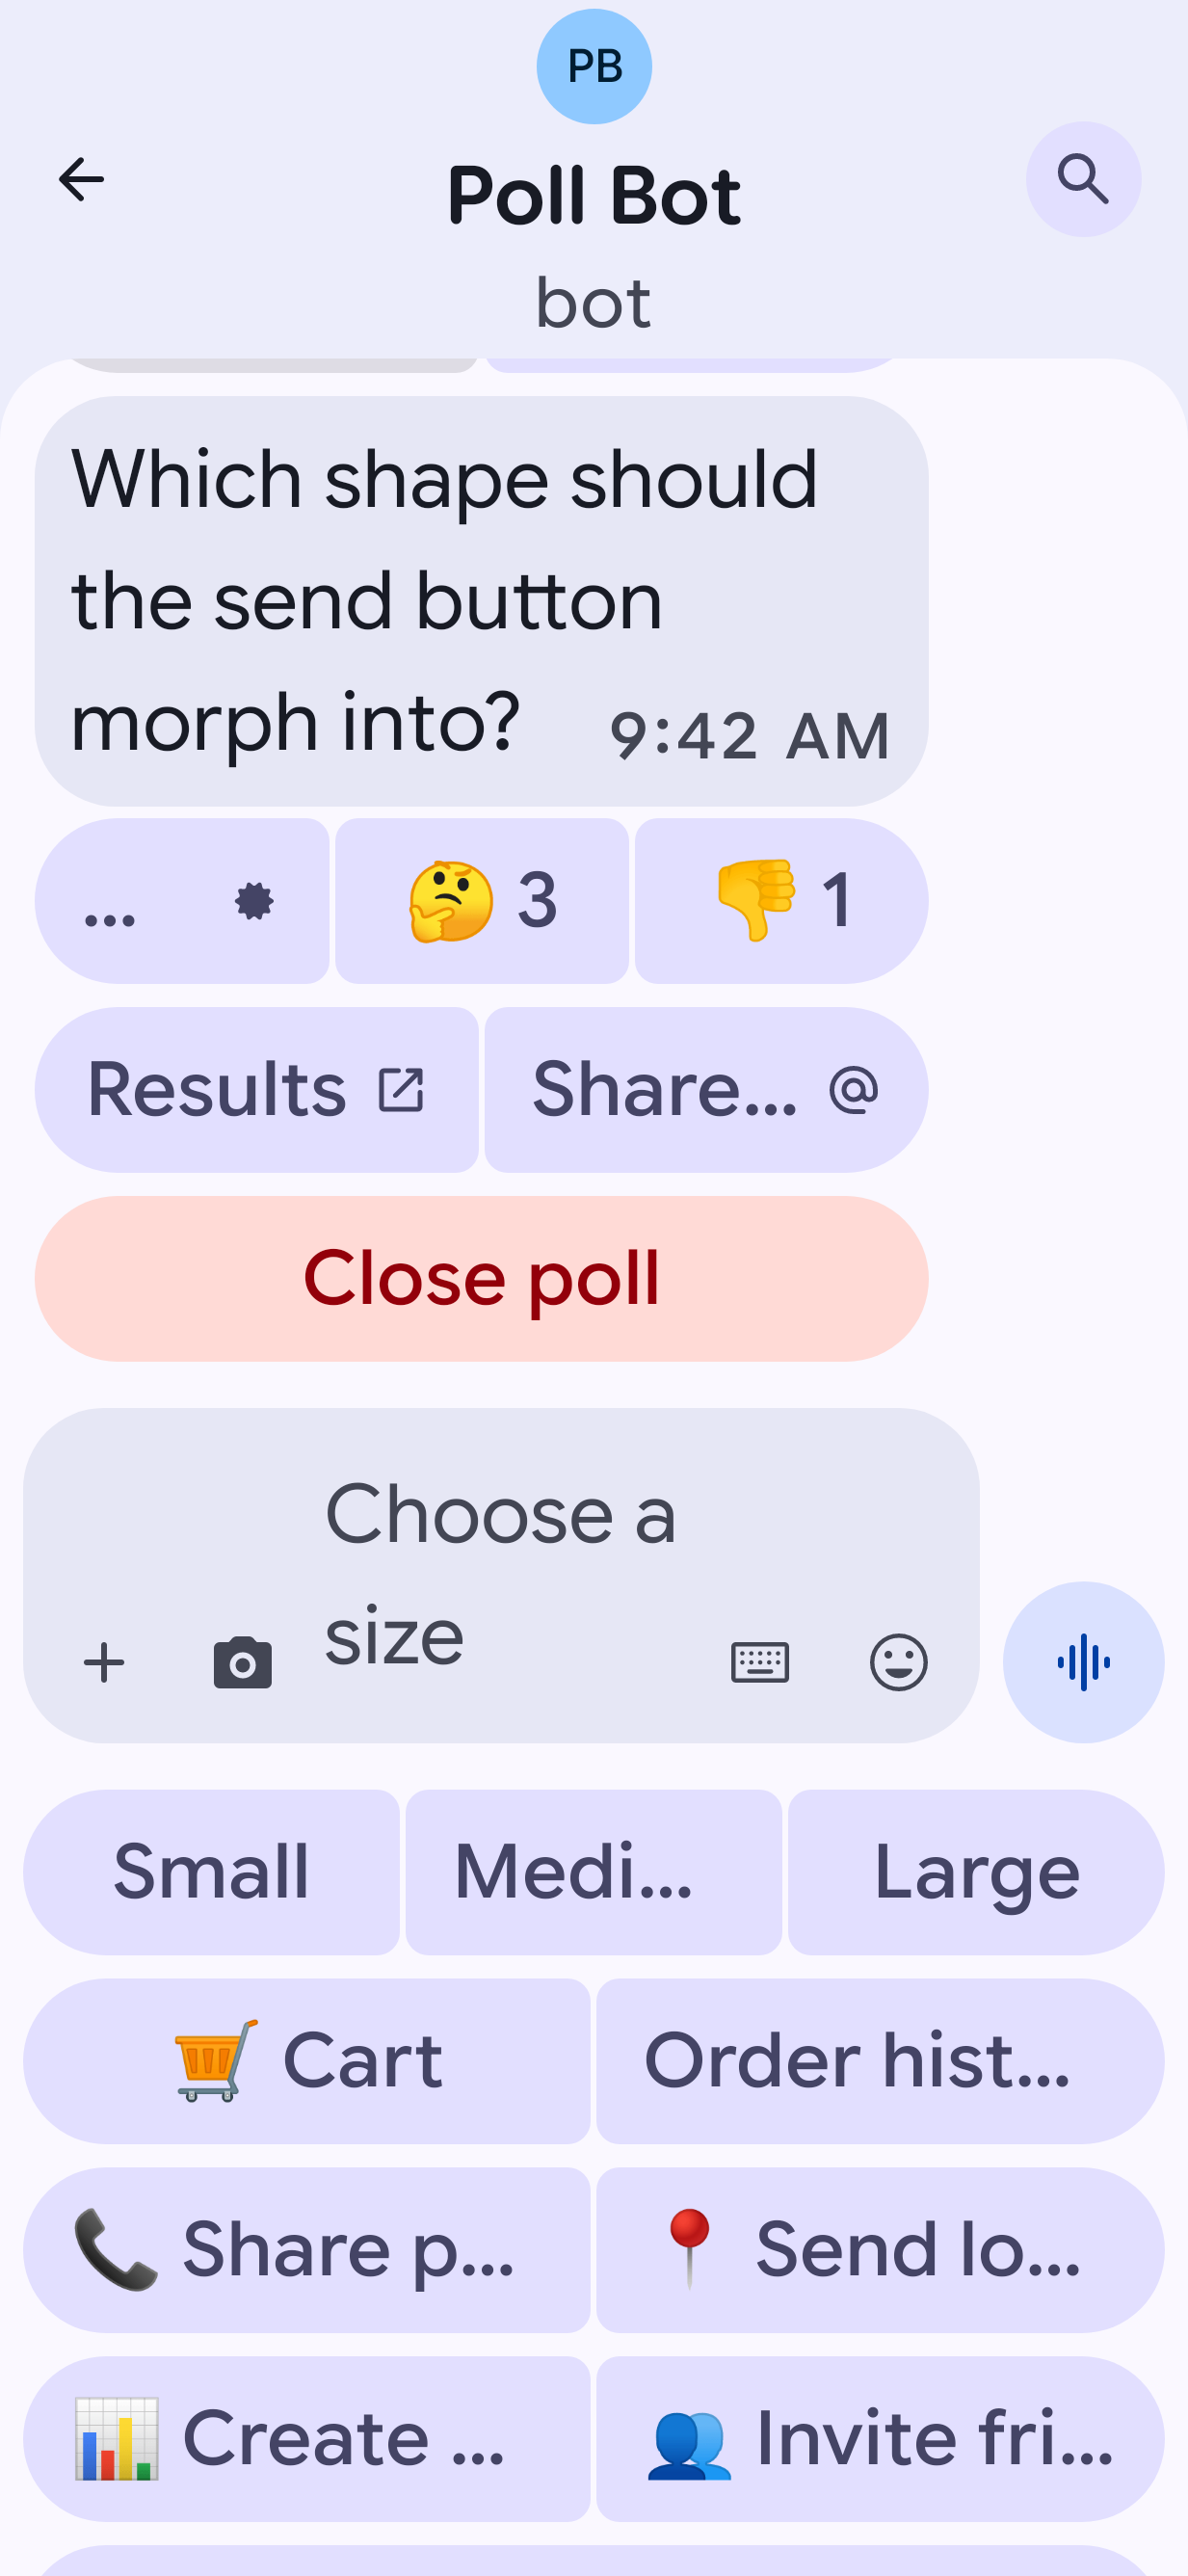 PB
Poll Bot
bot
Which shape should
the send button
morph into?
9:42 AM
...
🤔 3
👎 1
Results
Share...
Close poll
Choose a
size
Small
Medi...
Large
🛒 Cart
Order hist...
📞 Share p...
📍 Send lo...
📊 Create ...
👥 Invite fri...